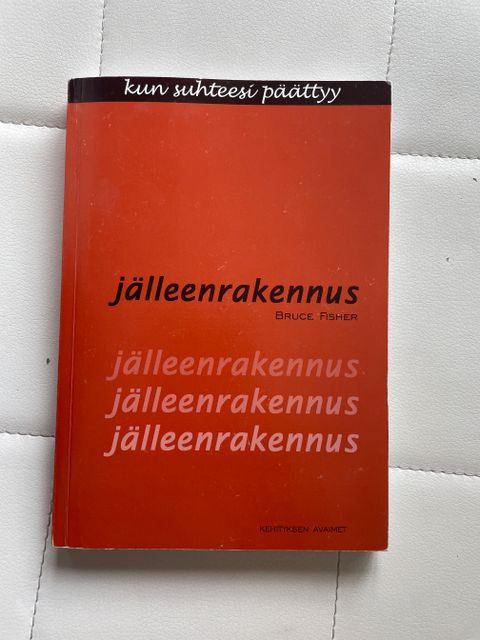 kun suhteesi päättyy
jälleenrakennus
BRUCE FISHER
jälleenrakennus
jälleenrakennus
jälleenrakennus
KEHITYKSEN AVAIMET